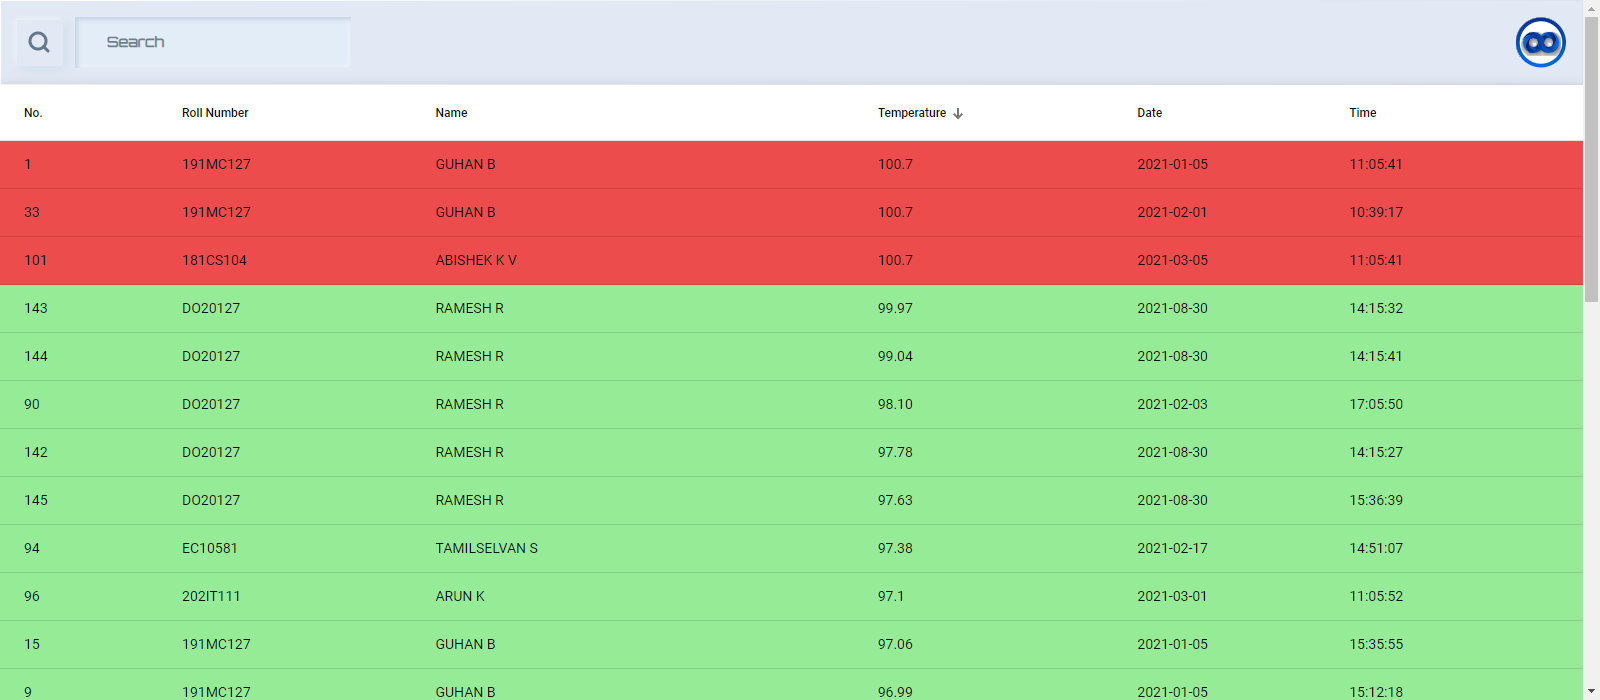 Search
No. Roll Number Name Temperature Date Time
1 191MC127 GUHAN B 100.7 2021-01-05 11:05:41
33 191MC127 GUHAN B 100.7 2021-02-01 10:39:17
101 181CS104 ABISHEK K V 100.7 2021-03-05 11:05:41
143 DO20127 RAMESH R 99.97 2021-08-30 14:15:32
144 DO20127 RAMESH R 99.04 2021-08-30 14:15:41
90 DO20127 RAMESH R 98.10 2021-02-03 17:05:50
142 DO20127 RAMESH R 97.78 2021-08-30 14:15:27
145 DO20127 RAMESH R 97.63 2021-08-30 15:36:39
94 EC10581 TAMILSELVAN S 97.38 2021-02-17 14:51:07
96 202IT111 ARUN K 97.1 2021-03-01 11:05:52
15 191MC127 GUHAN B 97.06 2021-01-05 15:35:55
9 191MC127 GUHAN B 96.99 2021-01-05 15:12:18